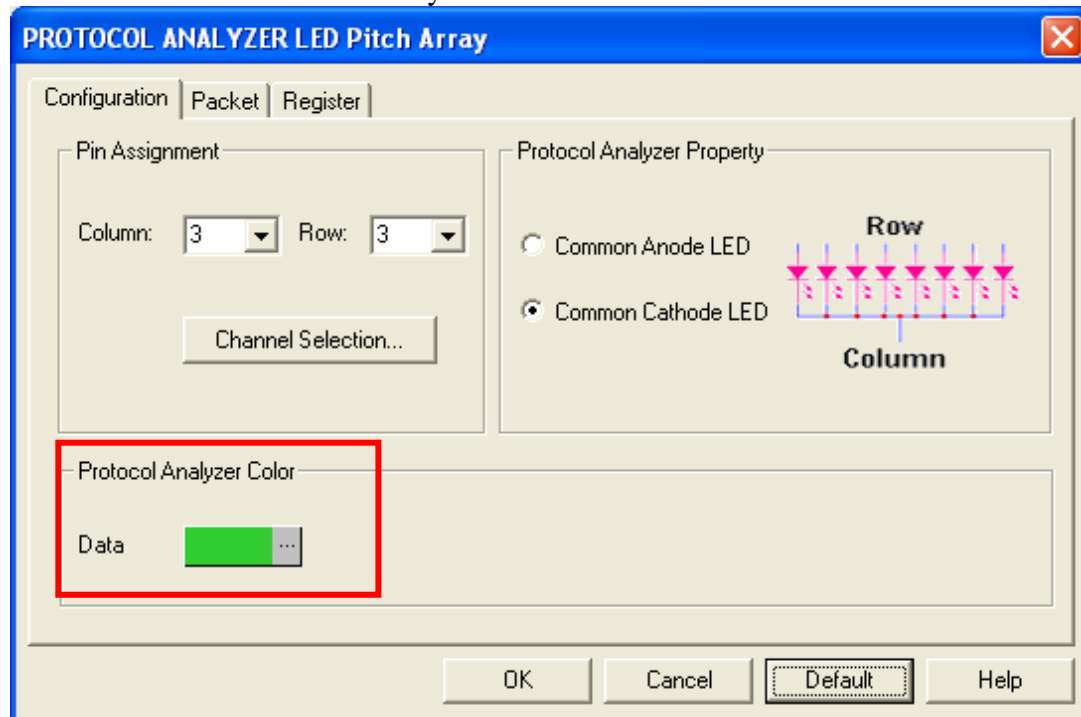 PROTOCOL ANALYZER LED Pitch Array
Configuration Packet Register
Pin Assignment
Column: 3 Row: 3
Channel Selection...
Protocol Analyzer Property
Common Anode LED
Common Cathode LED
Row
Column
Protocol Analyzer Color
Data ...
OK Cancel Default Help